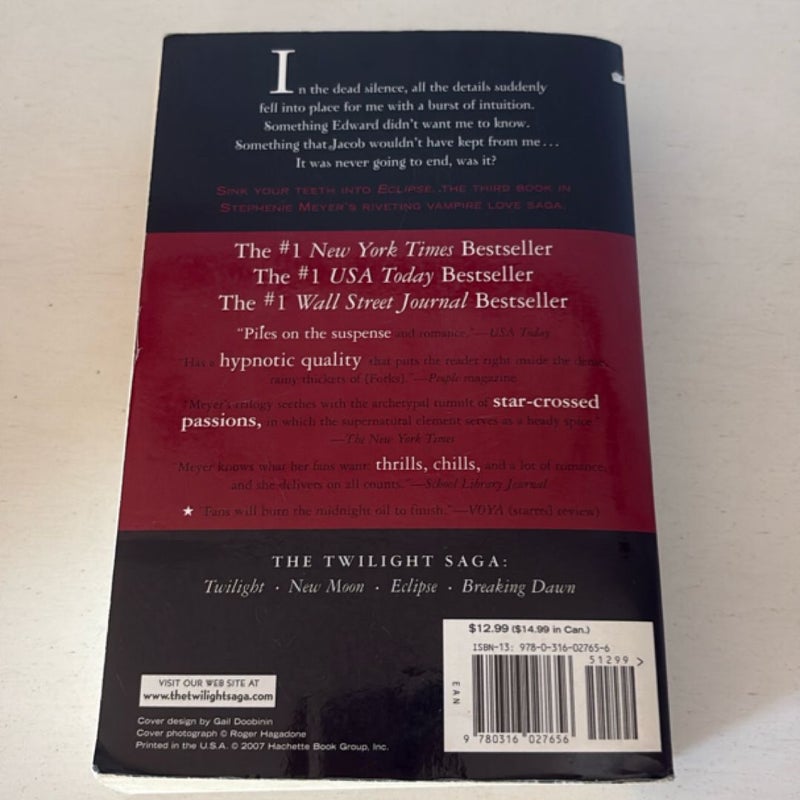 In the dead silence, all the details suddenly
fell into place for me with a burst of intuition.
Something Edward didn't want me to know.
Something that Jacob wouldn't have kept from me...
It was never going to end, was it?
SINK YOUR TEETH INTO ECLIPSE, THE THIRD BOOK IN
STEPHENIE MEYER'S RIVETING VAMPIRE LOVE SAGA.
The #1 New York Times Bestseller
The #1 USA Today Bestseller
The #1 Wall Street Journal Bestseller
"Piles on the suspense and romance."—USA Today
"Has a hypnotic quality that puts the reader right inside the dense,
rainy thickets of [Forks]."—People magazine
"Meyer's trilogy seethes with the archetypal tumult of star-crossed
passions, in which the supernatural element serves as a heady spice."
—The New York Times
"Meyer knows what her fans want: thrills, chills, and a lot of romance,
and she delivers on all counts."—School Library Journal
★ "Fans will burn the midnight oil to finish."—VOYA (starred review)
THE TWILIGHT SAGA:
Twilight · New Moon · Eclipse · Breaking Dawn
$12.99 ($14.99 in Can.)
ISBN-13: 978-0-316-02765-6
51299 >
EAN
9 780316 027656
VISIT OUR WEB SITE AT
www.thetwilightsaga.com
Cover design by Gail Doobinin
Cover photograph © Roger Hagadone
Printed in the U.S.A. © 2007 Hachette Book Group, Inc.